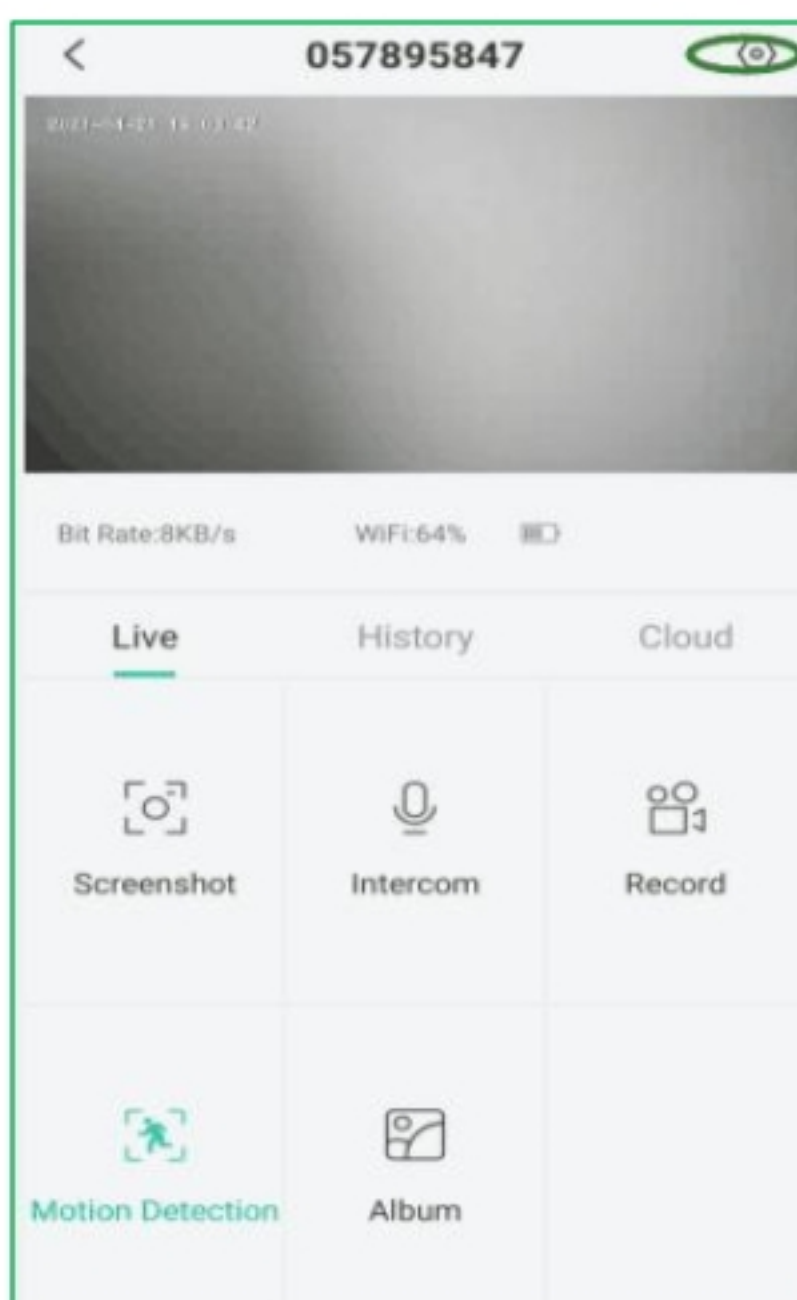 057895847
Bit Rate:8KB/s WiFi:64%
Live History Cloud
Screenshot Intercom Record
Motion Detection Album